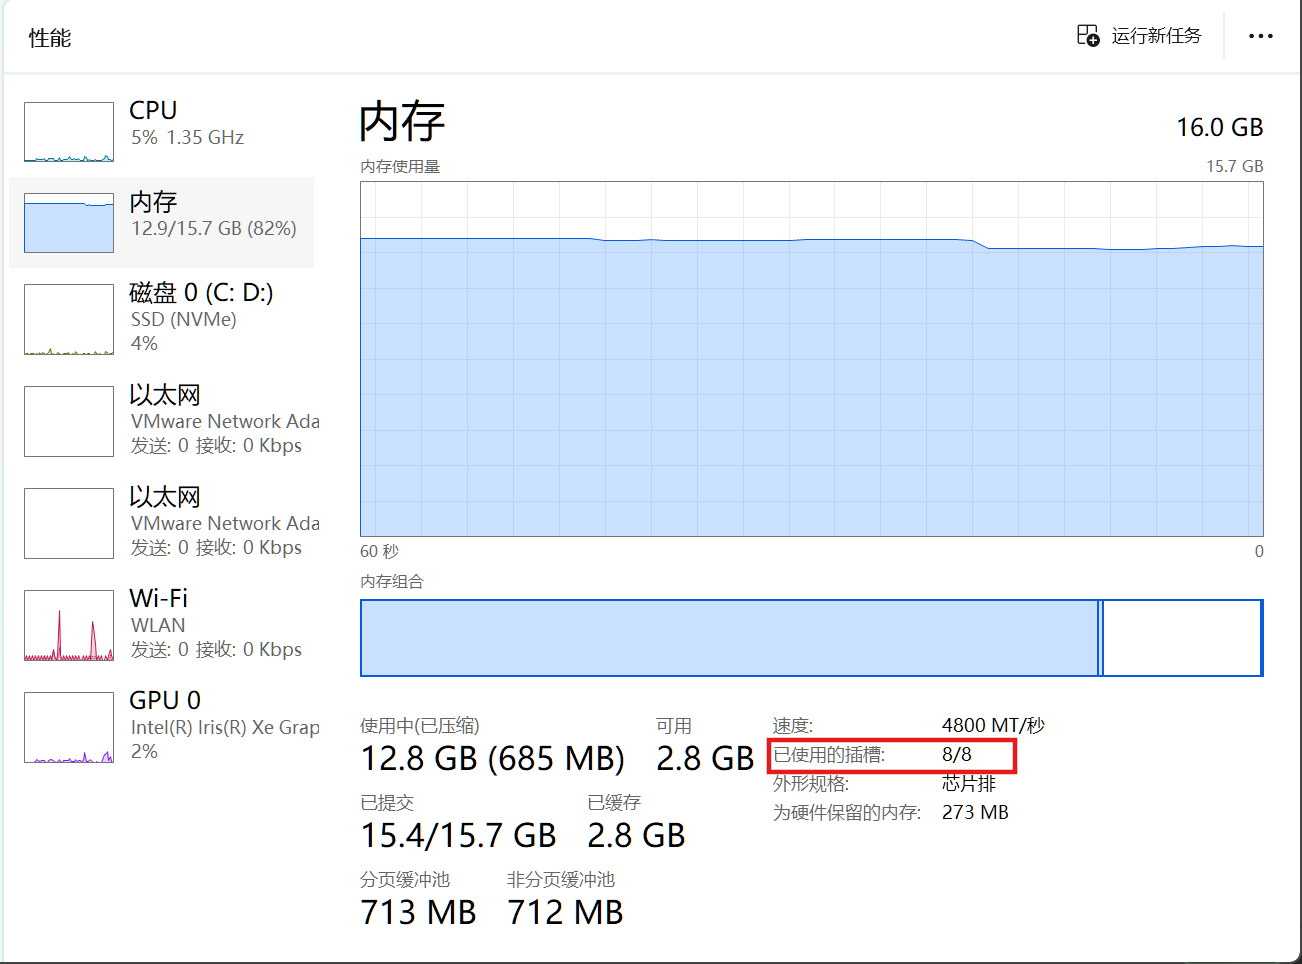 性能
运行新任务
CPU
5% 1.35 GHz
内存
12.9/15.7 GB (82%)
磁盘 0 (C: D:)
SSD (NVMe)
4%
以太网
VMware Network Ada
发送: 0 接收: 0 Kbps
以太网
VMware Network Ada
发送: 0 接收: 0 Kbps
Wi-Fi
WLAN
发送: 0 接收: 0 Kbps
GPU 0
Intel(R) Iris(R) Xe Grap
2%
内存
16.0 GB
内存使用量
15.7 GB
60 秒
0
内存组合
使用中(已压缩)
12.8 GB (685 MB)
可用
2.8 GB
已提交
15.4/15.7 GB
已缓存
2.8 GB
分页缓冲池
713 MB
非分页缓冲池
712 MB
速度: 4800 MT/秒
已使用的插槽: 8/8
外形规格: 芯片排
为硬件保留的内存: 273 MB